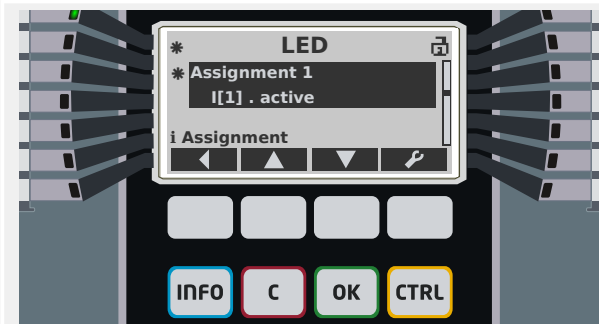 LED
Assignment 1
I[1] . active
i Assignment
INFO
C
OK
CTRL